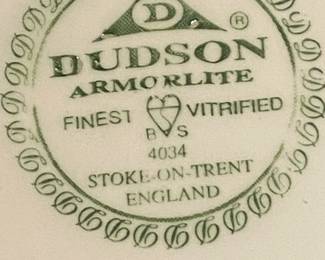 D ®
DUDSON
ARMORLITE
FINEST VITRIFIED
B S
4034
STOKE-ON-TRENT
ENGLAND